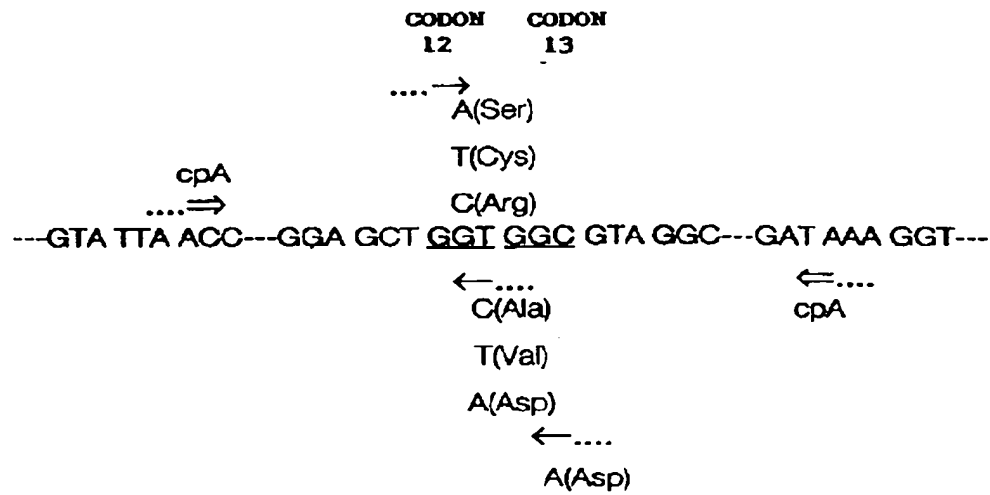 CODON CODON
12 13
.... →
A(Ser)
T(Cys)
cpA
C(Arg)
.... ⇒
---GTA TTA ACC---GGA GCT GGT GGC GTA GGC---GAT AAA GGT---
← .... ⇐ ....
C(Ala) cpA
T(Val)
A(Asp)
← ....
A(Asp)